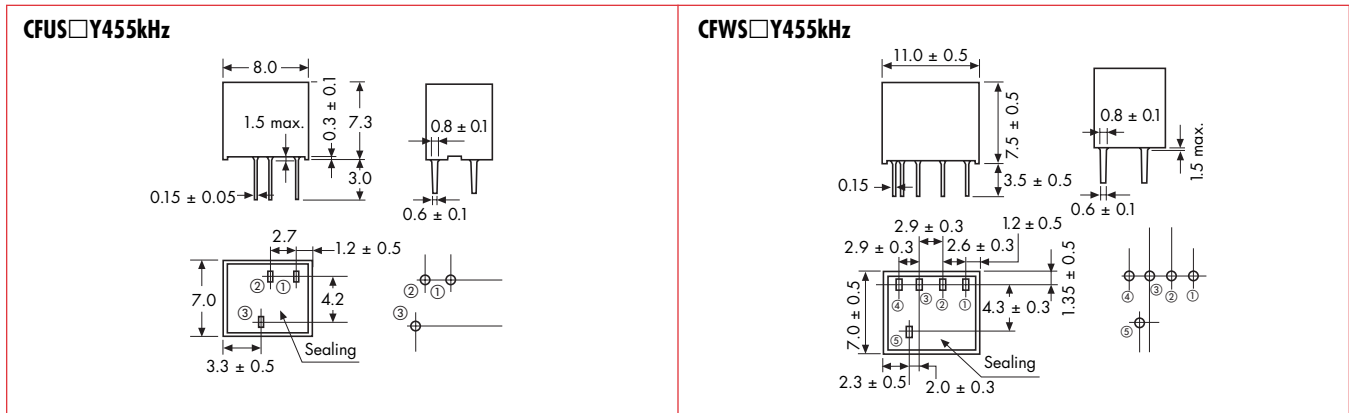 CFUS□Y455kHz
8.0
0.3 ± 0.1
1.5 max.
7.3
0.8 ± 0.1
3.0
0.15 ± 0.05
0.6 ± 0.1
2.7
1.2 ± 0.5
② ①
7.0
4.2
③
Sealing
3.3 ± 0.5
② ①
③
CFWS□Y455kHz
11.0 ± 0.5
7.5 ± 0.5
0.8 ± 0.1
1.5 max.
0.15
3.5 ± 0.5
0.6 ± 0.1
2.9 ± 0.3
1.2 ± 0.5
2.9 ± 0.3
2.6 ± 0.3
1.35 ± 0.5
④ ③ ② ①
7.0 ± 0.5
4.3 ± 0.3
⑤
Sealing
2.3 ± 0.5
2.0 ± 0.3
④ ③ ② ①
⑤